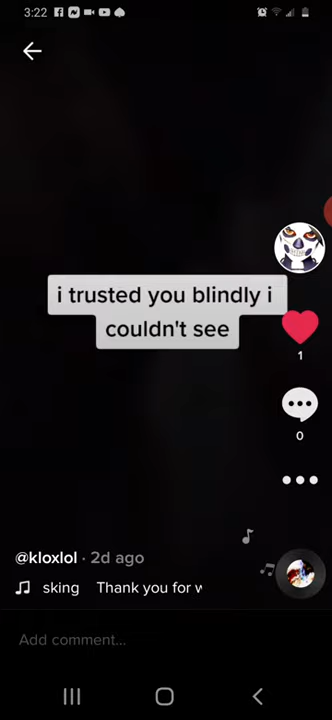 3:22
i trusted you blindly i
couldn't see
1
0
@kloxlol · 2d ago
sking Thank you for w
Add comment...